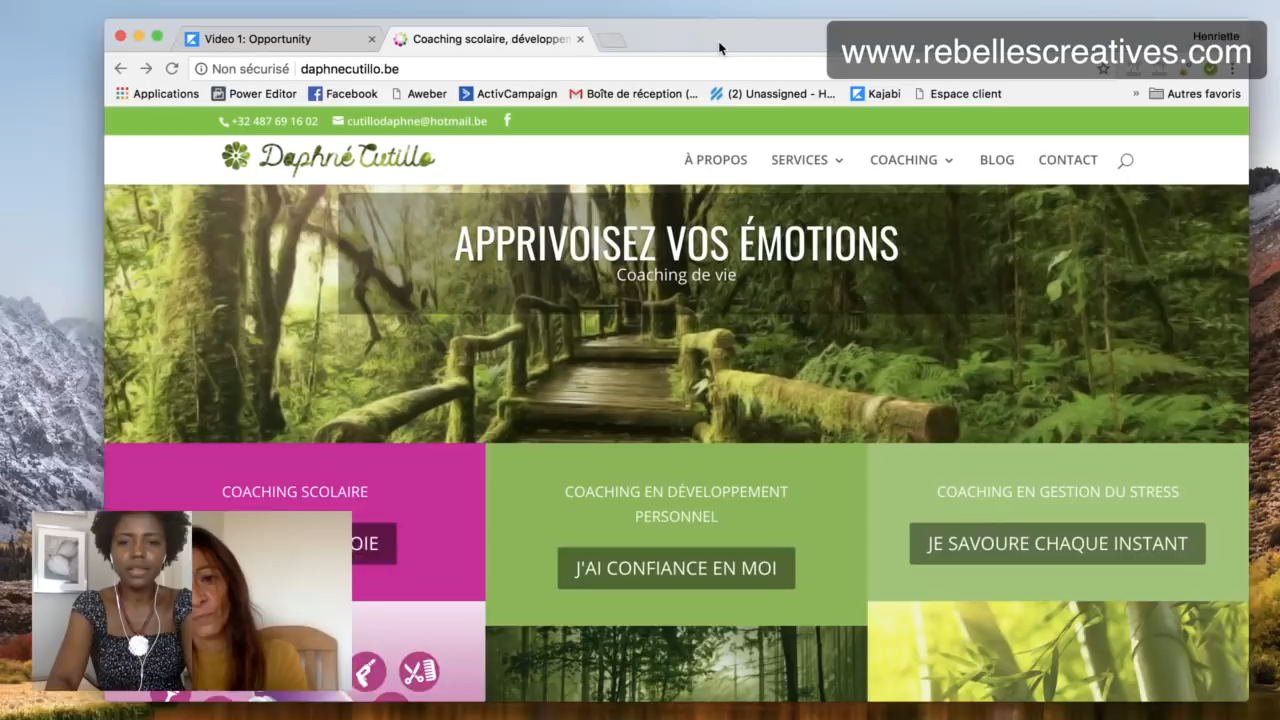 Video 1: Opportunity
Coaching scolaire, développen
Henriette
www.rebellescreatives.com
Non sécurisé
daphnecutillo.be
Applications
Power Editor
Facebook
Aweber
ActivCampaign
Boîte de réception (...
(2) Unassigned - H...
Kajabi
Espace client
»
Autres favoris
+32 487 69 16 02
cutillodaphne@hotmail.be
Daphné Cutillo
À PROPOS
SERVICES
COACHING
BLOG
CONTACT
APPRIVOISEZ VOS ÉMOTIONS
Coaching de vie
COACHING SCOLAIRE
OIE
COACHING EN DÉVELOPPEMENT
PERSONNEL
J'AI CONFIANCE EN MOI
COACHING EN GESTION DU STRESS
JE SAVOURE CHAQUE INSTANT